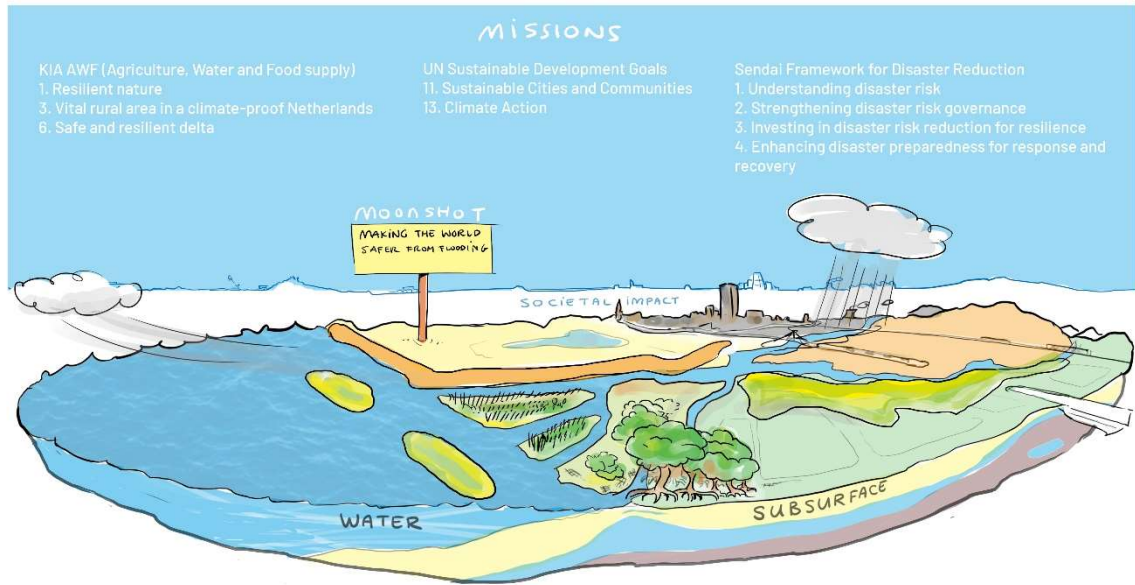 MISSIONS
KIA AWF (Agriculture, Water and Food supply)
1. Resilient nature
3. Vital rural area in a climate-proof Netherlands
6. Safe and resilient delta
UN Sustainable Development Goals
11. Sustainable Cities and Communities
13. Climate Action
Sendai Framework for Disaster Reduction
1. Understanding disaster risk
2. Strengthening disaster risk governance
3. Investing in disaster risk reduction for resilience
4. Enhancing disaster preparedness for response and
recovery
MOONSHOT
MAKING THE WORLD
SAFER FROM FLOODING
SOCIETAL IMPACT
WATER
SUBSURFACE